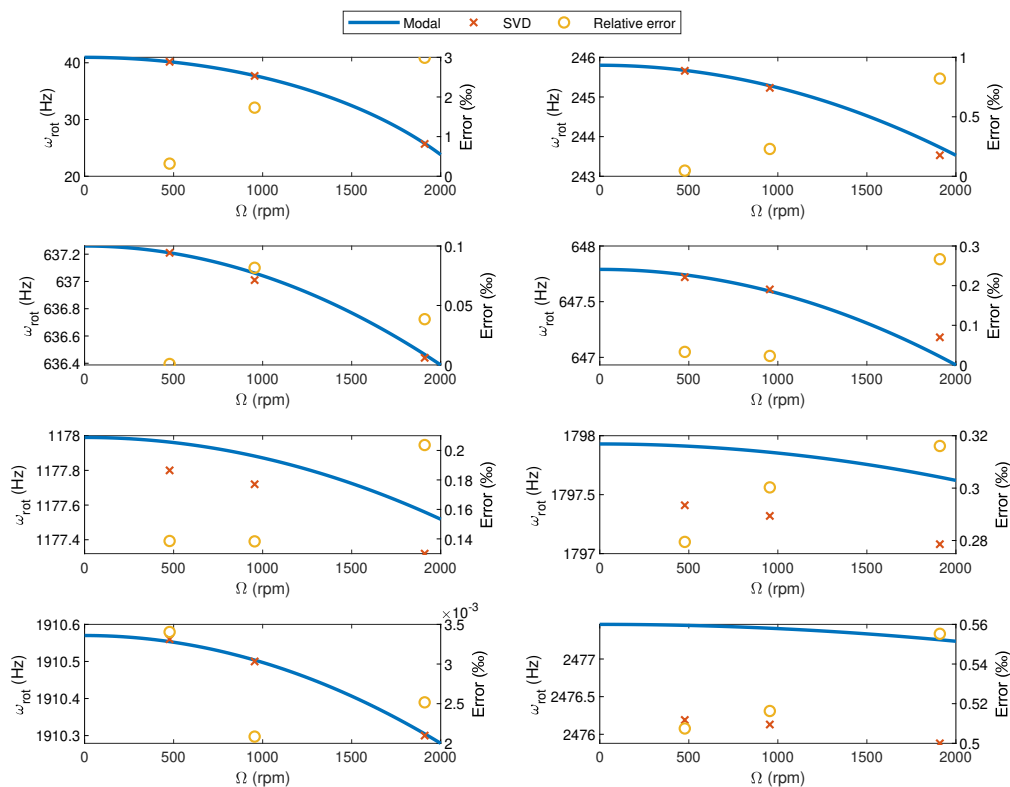 Modal SVD Relative error
40 3 246 1
ω_rot (Hz) 2 Error (‰) ω_rot (Hz) 245 Error (‰)
30 0.5
1 244
20 0 243 0
0 500 1000 1500 2000 0 500 1000 1500 2000
Ω (rpm) Ω (rpm)
0.1 648 0.3
637.2
ω_rot (Hz) 637 Error (‰) ω_rot (Hz) 0.2 Error (‰)
636.8 0.05 647.5
636.6 0.1
636.4 0 647 0
0 500 1000 1500 2000 0 500 1000 1500 2000
Ω (rpm) Ω (rpm)
1178 1798 0.32
0.2
ω_rot (Hz) 1177.8 0.18 Error (‰) ω_rot (Hz) 1797.5 0.3 Error (‰)
1177.6 0.16
1177.4 0.14 1797 0.28
0 500 1000 1500 2000 0 500 1000 1500 2000
Ω (rpm) Ω (rpm)
×10^-3
1910.6 3.5 0.56
ω_rot (Hz) 1910.5 3 Error (‰) ω_rot (Hz) 2477 0.54 Error (‰)
1910.4 2.5 2476.5 0.52
1910.3 2 2476 0.5
0 500 1000 1500 2000 0 500 1000 1500 2000
Ω (rpm) Ω (rpm)